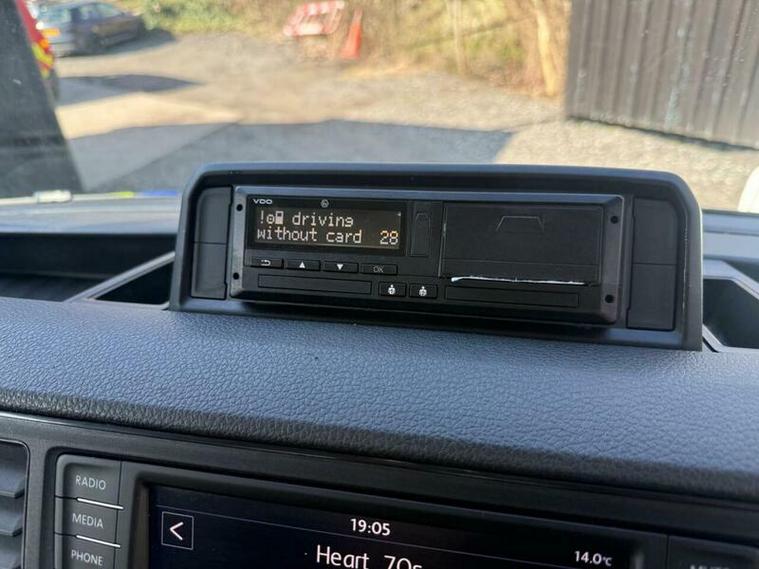 VDO
! driving
without card 28
OK
RADIO
MEDIA
PHONE
19:05
Heart 70s
14.0°C